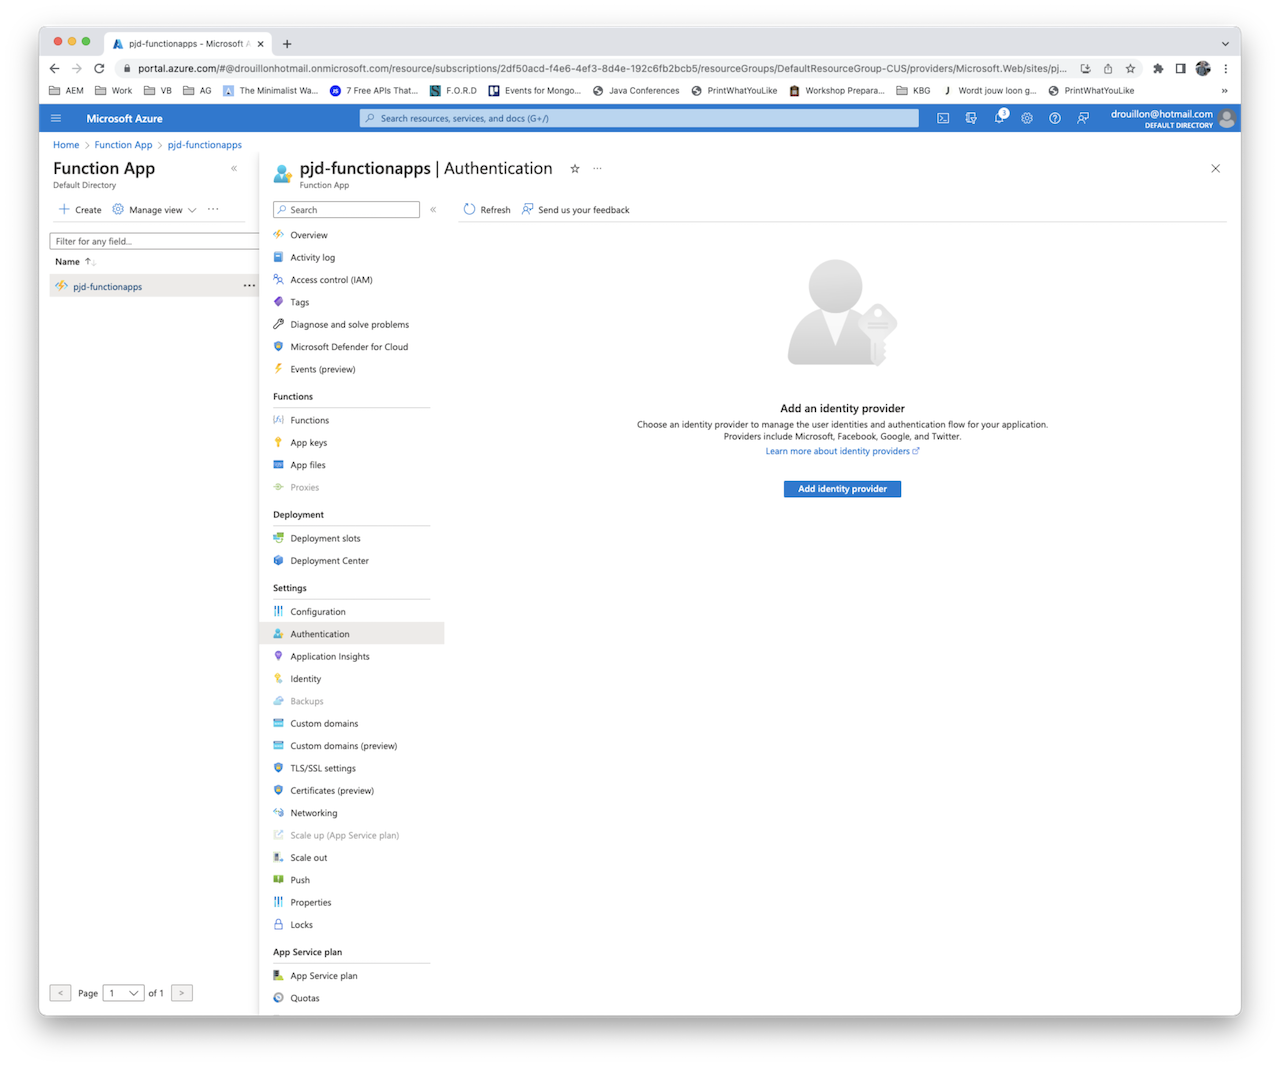 pjd-functionapps - Microsoft A
portal.azure.com/#@drouillonhotmail.onmicrosoft.com/resource/subscriptions/2df50acd-f4e6-4ef3-8d4e-192c6fb2bcb5/resourceGroups/DefaultResourceGroup-CUS/providers/Microsoft.Web/sites/pj...
AEM Work VB AG The Minimalist Wa... 7 Free APIs That... F.O.R.D Events for Mongo... Java Conferences PrintWhatYouLike Workshop Prepara... KBG Wordt jouw loon g... PrintWhatYouLike »
Microsoft Azure
Search resources, services, and docs (G+/)
3
drouillon@hotmail.com
DEFAULT DIRECTORY
Home > Function App > pjd-functionapps
Function App
Default Directory
Create Manage view ...
Filter for any field...
Name
pjd-functionapps ...
< Page 1 of 1 >
pjd-functionapps | Authentication ...
Function App
Search
Refresh Send us your feedback
Overview
Activity log
Access control (IAM)
Tags
Diagnose and solve problems
Microsoft Defender for Cloud
Events (preview)
Functions
Functions
App keys
App files
Proxies
Deployment
Deployment slots
Deployment Center
Settings
Configuration
Authentication
Application Insights
Identity
Backups
Custom domains
Custom domains (preview)
TLS/SSL settings
Certificates (preview)
Networking
Scale up (App Service plan)
Scale out
Push
Properties
Locks
App Service plan
App Service plan
Quotas
Add an identity provider
Choose an identity provider to manage the user identities and authentication flow for your application.
Providers include Microsoft, Facebook, Google, and Twitter.
Learn more about identity providers
Add identity provider